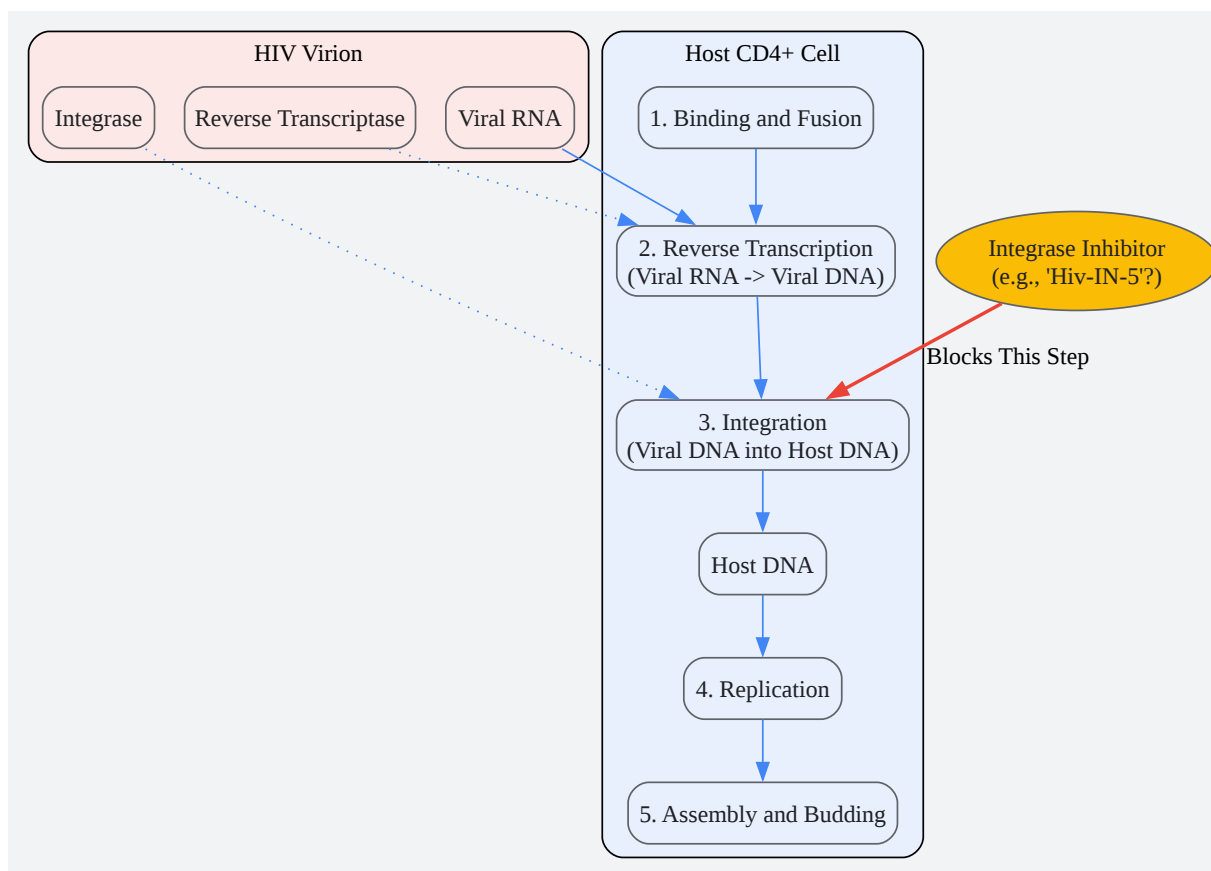 HIV Virion
Integrase
Reverse Transcriptase
Viral RNA
Host CD4+ Cell
1. Binding and Fusion
2. Reverse Transcription
(Viral RNA -> Viral DNA)
Integrase Inhibitor
(e.g., 'Hiv-IN-5'?)
Blocks This Step
3. Integration
(Viral DNA into Host DNA)
Host DNA
4. Replication
5. Assembly and Budding